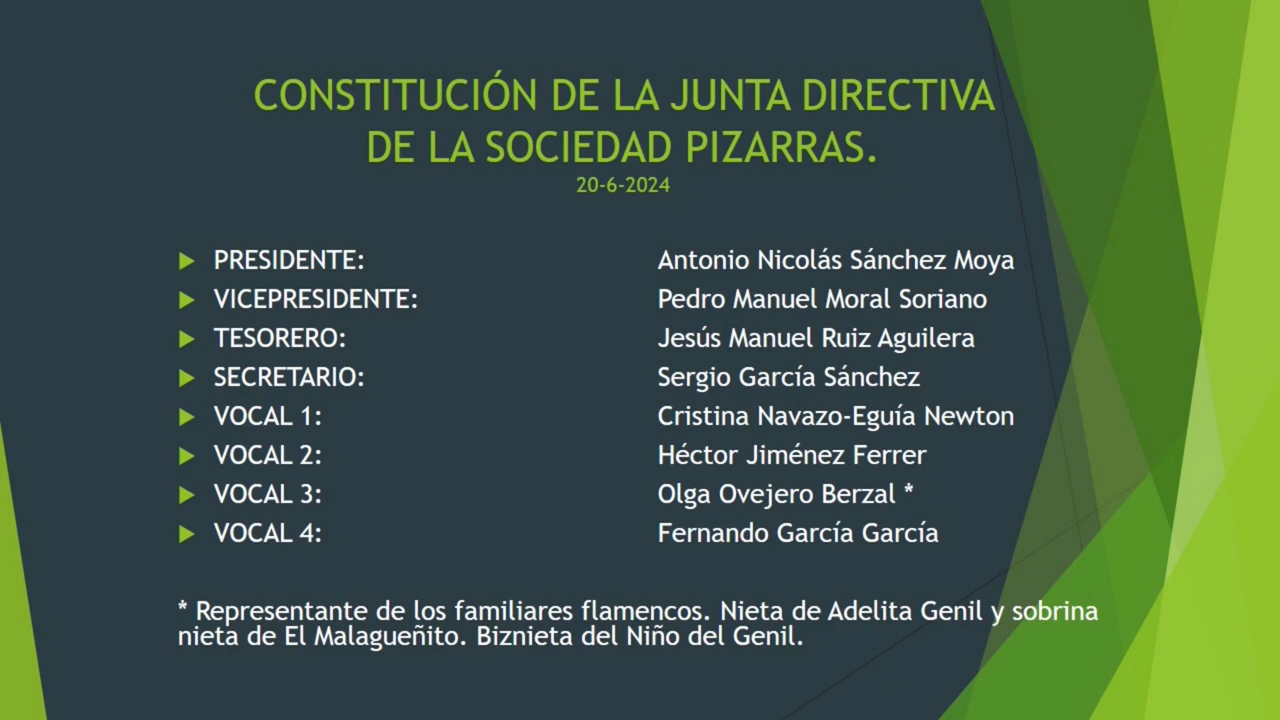 CONSTITUCIÓN DE LA JUNTA DIRECTIVA
DE LA SOCIEDAD PIZARRAS.
20-6-2024
PRESIDENTE: Antonio Nicolás Sánchez Moya
VICEPRESIDENTE: Pedro Manuel Moral Soriano
TESORERO: Jesús Manuel Ruiz Aguilera
SECRETARIO: Sergio García Sánchez
VOCAL 1: Cristina Navazo-Eguía Newton
VOCAL 2: Héctor Jiménez Ferrer
VOCAL 3: Olga Ovejero Berzal *
VOCAL 4: Fernando García García
* Representante de los familiares flamencos. Nieta de Adelita Genil y sobrina
nieta de El Malagueñito. Biznieta del Niño del Genil.